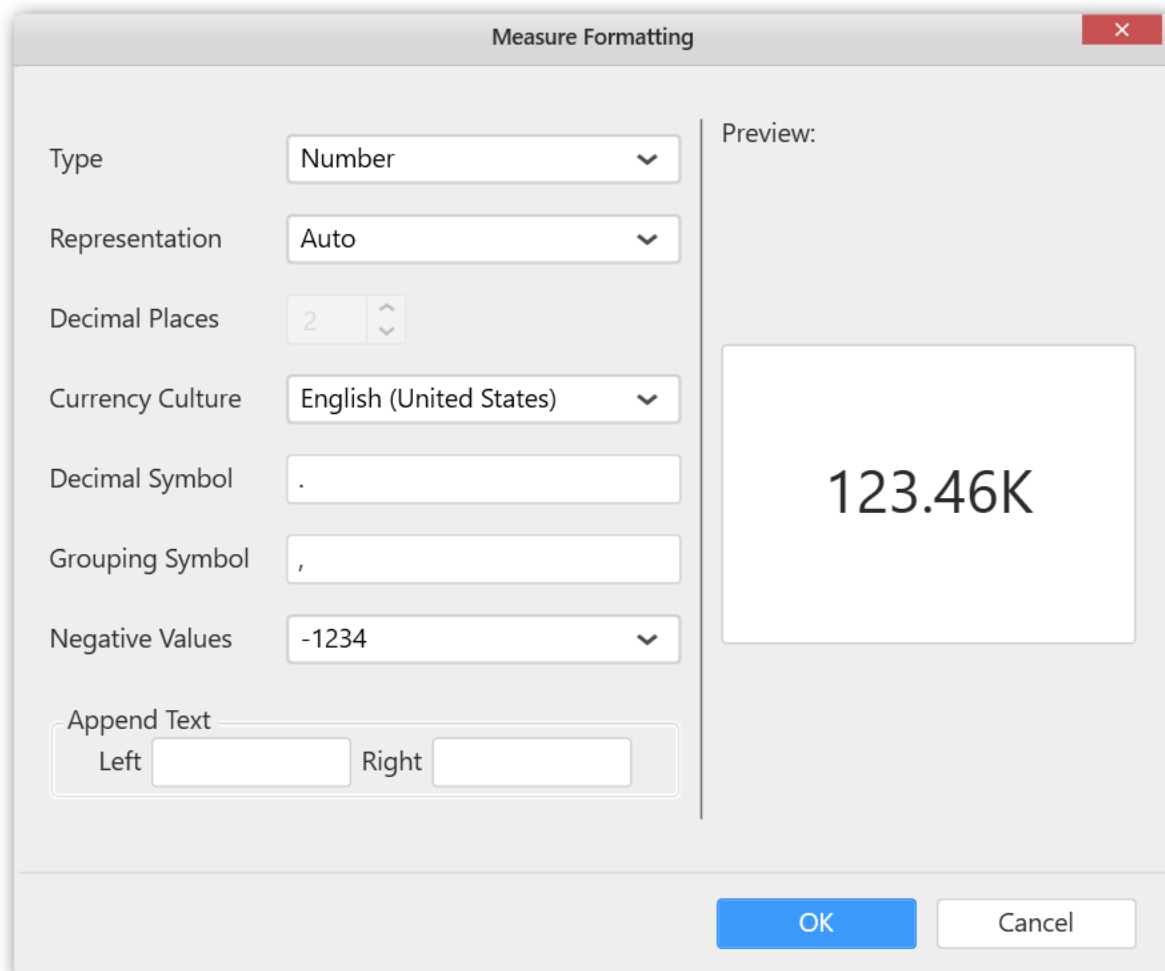 Measure Formatting
Type
Number
Preview:
Representation
Auto
Decimal Places
2
Currency Culture
English (United States)
Decimal Symbol
.
123.46K
Grouping Symbol
,
Negative Values
-1234
Append Text
Left
Right
OK
Cancel